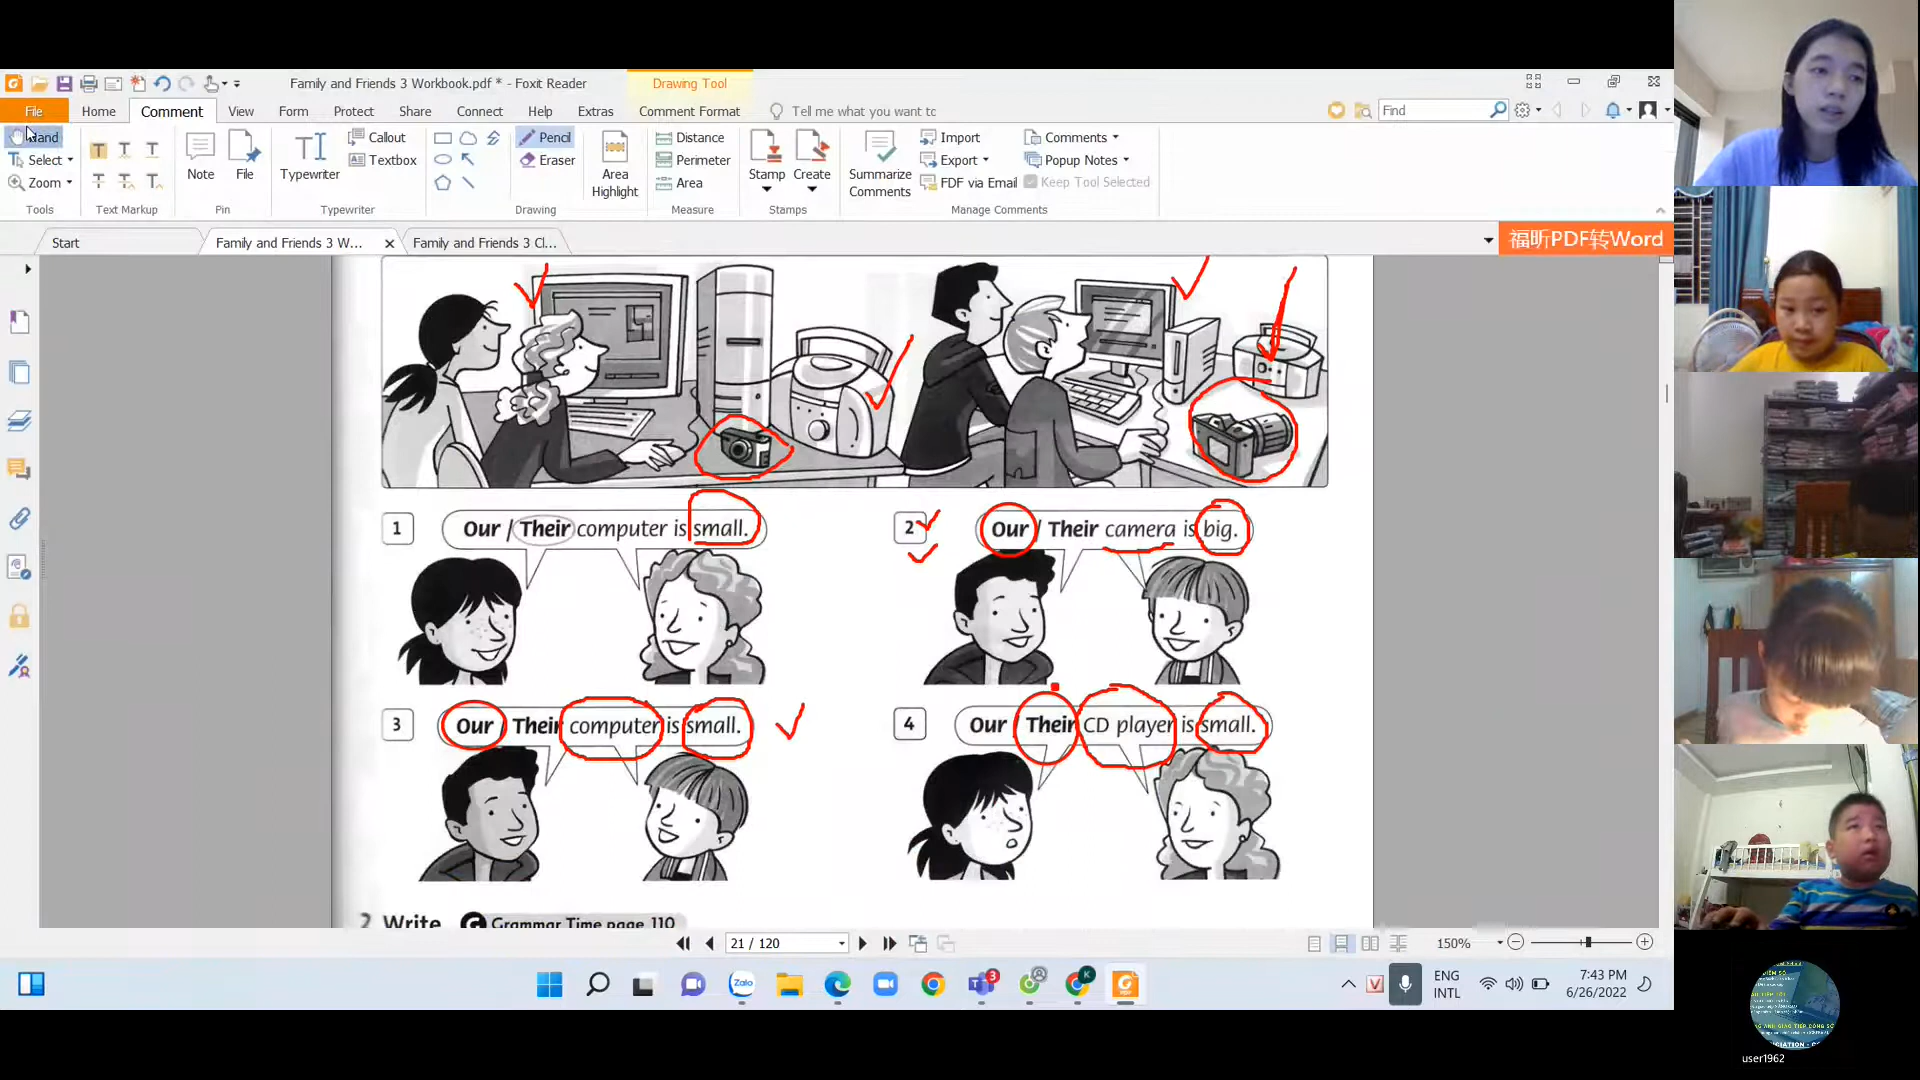 Family and Friends 3 Workbook.pdf * - Foxit Reader
Drawing Tool
File
Home
Comment
View
Form
Protect
Share
Connect
Help
Extras
Comment Format
Tell me what you want to
Find
Hand
Select
Zoom
Tools
Text Markup
Note
File
Pin
Typewriter
Callout
Textbox
Typewriter
Pencil
Eraser
Drawing
Area
Highlight
Distance
Perimeter
Area
Measure
Stamp
Create
Stamps
Summarize
Comments
Import
Export
FDF via Email
Comments
Popup Notes
Keep Tool Selected
Manage Comments
Start
Family and Friends 3 W...
Family and Friends 3 Cl...
福昕PDF转Word
1
Our / Their computer is small.
2
Our / Their camera is big.
3
Our / Their computer is small.
4
Our / Their CD player is small.
2 Write
Grammar Time page 110
21 / 120
150%
Zalo
3
K
ENG
INTL
7:43 PM
6/26/2022
user1962